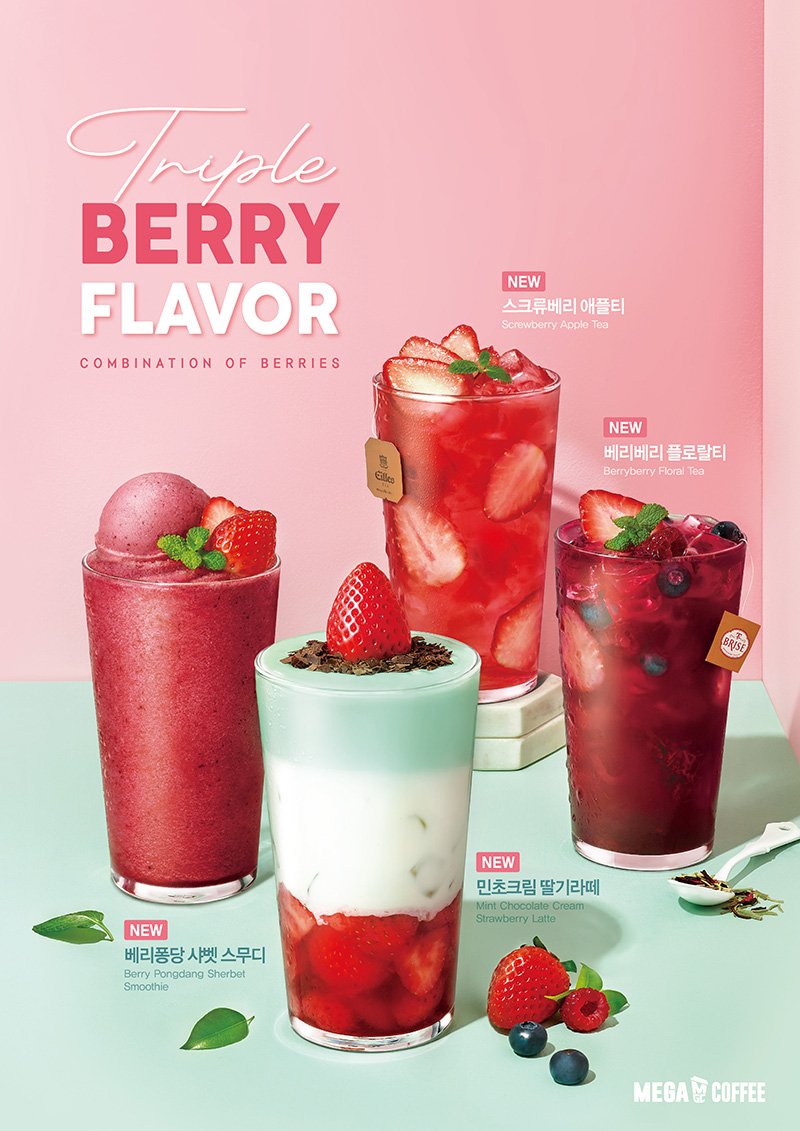 Triple
BERRY
FLAVOR
COMBINATION OF BERRIES
NEW
스크류베리 애플티
Screwberry Apple Tea
NEW
베리베리 플로랄티
Berryberry Floral Tea
Eilles
BRISE
NEW
민초크림 딸기라떼
Mint Chocolate Cream
Strawberry Latte
NEW
베리퐁당 샤벳 스무디
Berry Pongdang Sherbet
Smoothie
MEGA MGC COFFEE